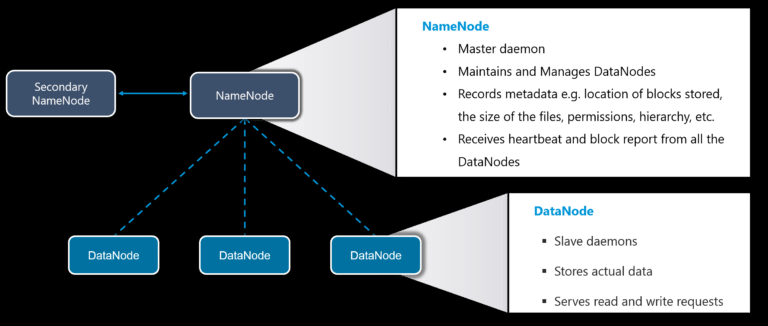 Secondary
NameNode
NameNode
DataNode
DataNode
DataNode
NameNode
• Master daemon
• Maintains and Manages DataNodes
• Records metadata e.g. location of blocks stored,
the size of the files, permissions, hierarchy, etc.
• Receives heartbeat and block report from all the
DataNodes
DataNode
▪ Slave daemons
▪ Stores actual data
▪ Serves read and write requests